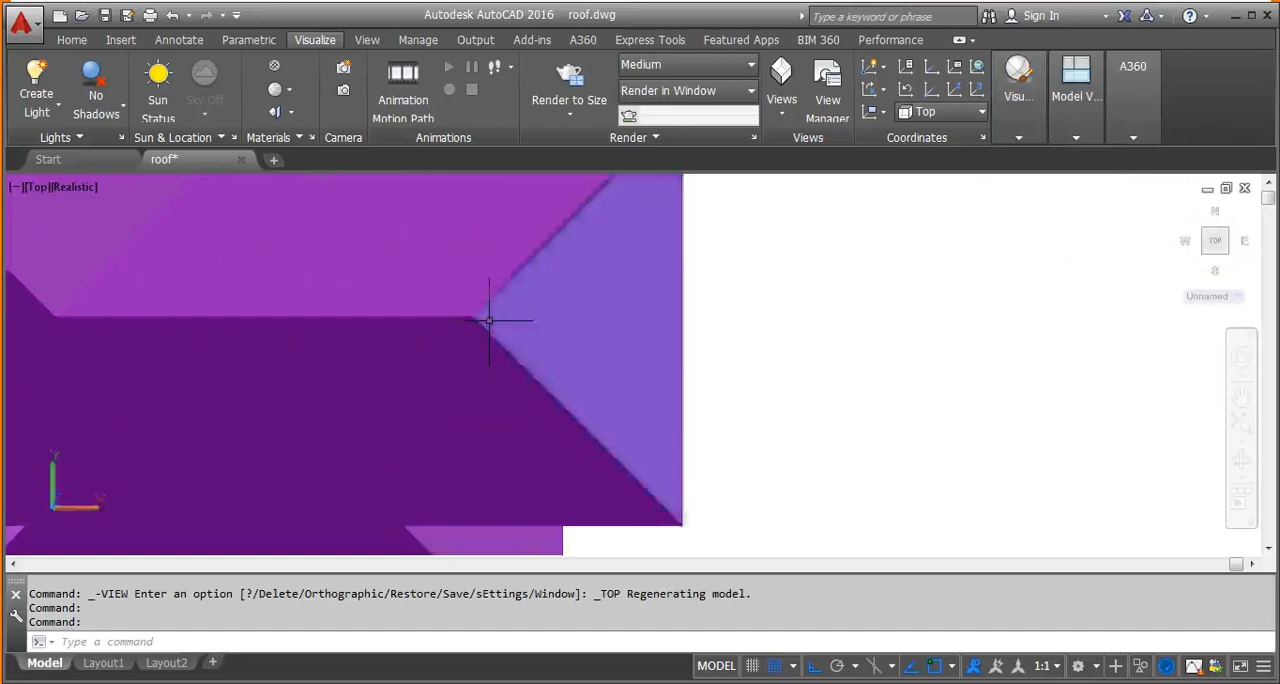 Autodesk AutoCAD 2016 roof.dwg
Type a keyword or phrase
Sign In
Home Insert Annotate Parametric Visualize View Manage Output Add-ins A360 Express Tools Featured Apps BIM 360 Performance
Create
Light
No
Shadows
Sun
Status
Sky Off
Animation
Motion Path
Render to Size
Medium
Render in Window
Views
View
Manager
Top
Visu...
Model V...
A360
Lights
Sun & Location
Materials
Camera
Animations
Render
Views
Coordinates
Start
roof*
[−][Top][Realistic]
N
W
TOP
E
S
Unnamed
Y
X
Command: _-VIEW Enter an option [?/Delete/Orthographic/Restore/Save/sEttings/Window]: _TOP Regenerating model.
Command:
Command:
Type a command
Model Layout1 Layout2
MODEL
1:1